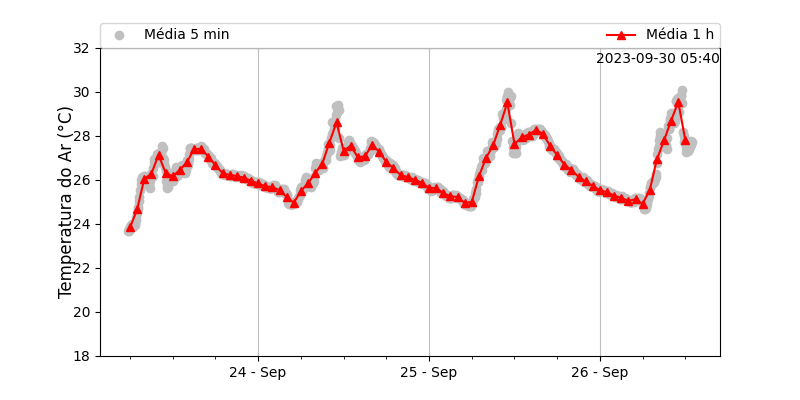 Média 5 min
Média 1 h
2023-09-30 05:40
Temperatura do Ar (°C)
32
30
28
26
24
22
20
18
24 - Sep
25 - Sep
26 - Sep